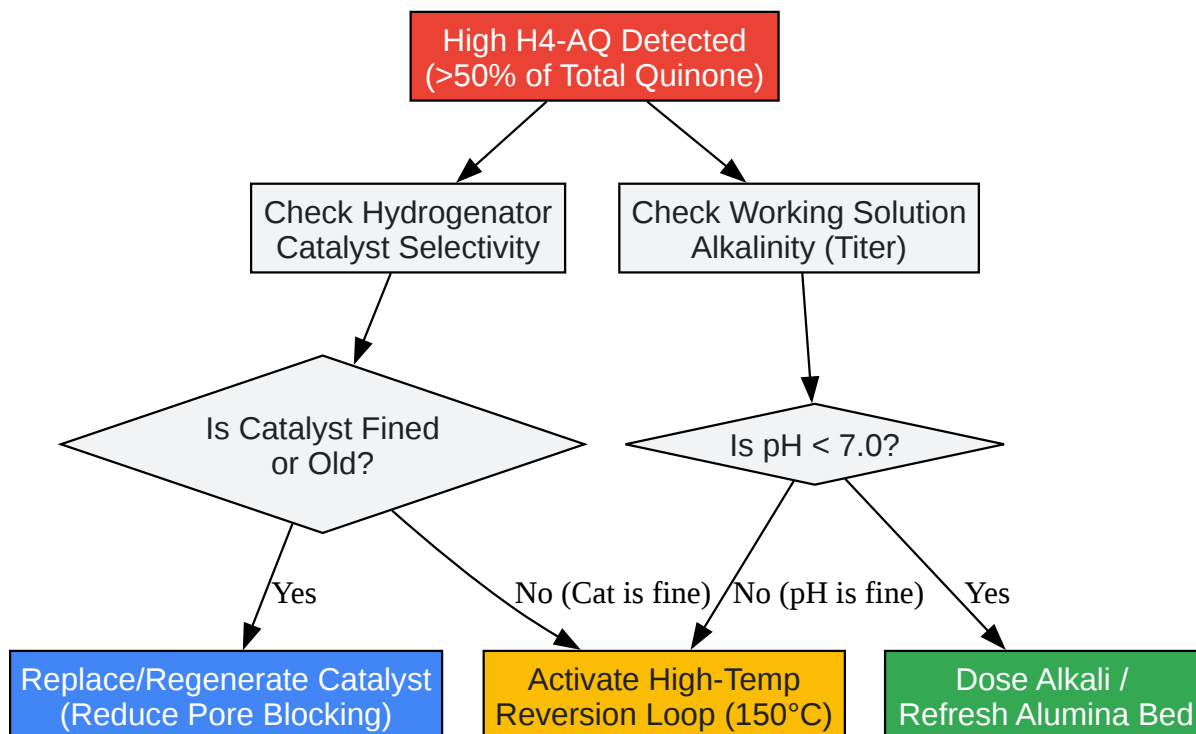 High H4-AQ Detected
(>50% of Total Quinone)
Check Hydrogenator
Catalyst Selectivity
Check Working Solution
Alkalinity (Titer)
Is Catalyst Fined
or Old?
Is pH < 7.0?
Yes
No (Cat is fine)
No (pH is fine)
Yes
Replace/Regenerate Catalyst
(Reduce Pore Blocking)
Activate High-Temp
Reversion Loop (150°C)
Dose Alkali /
Refresh Alumina Bed